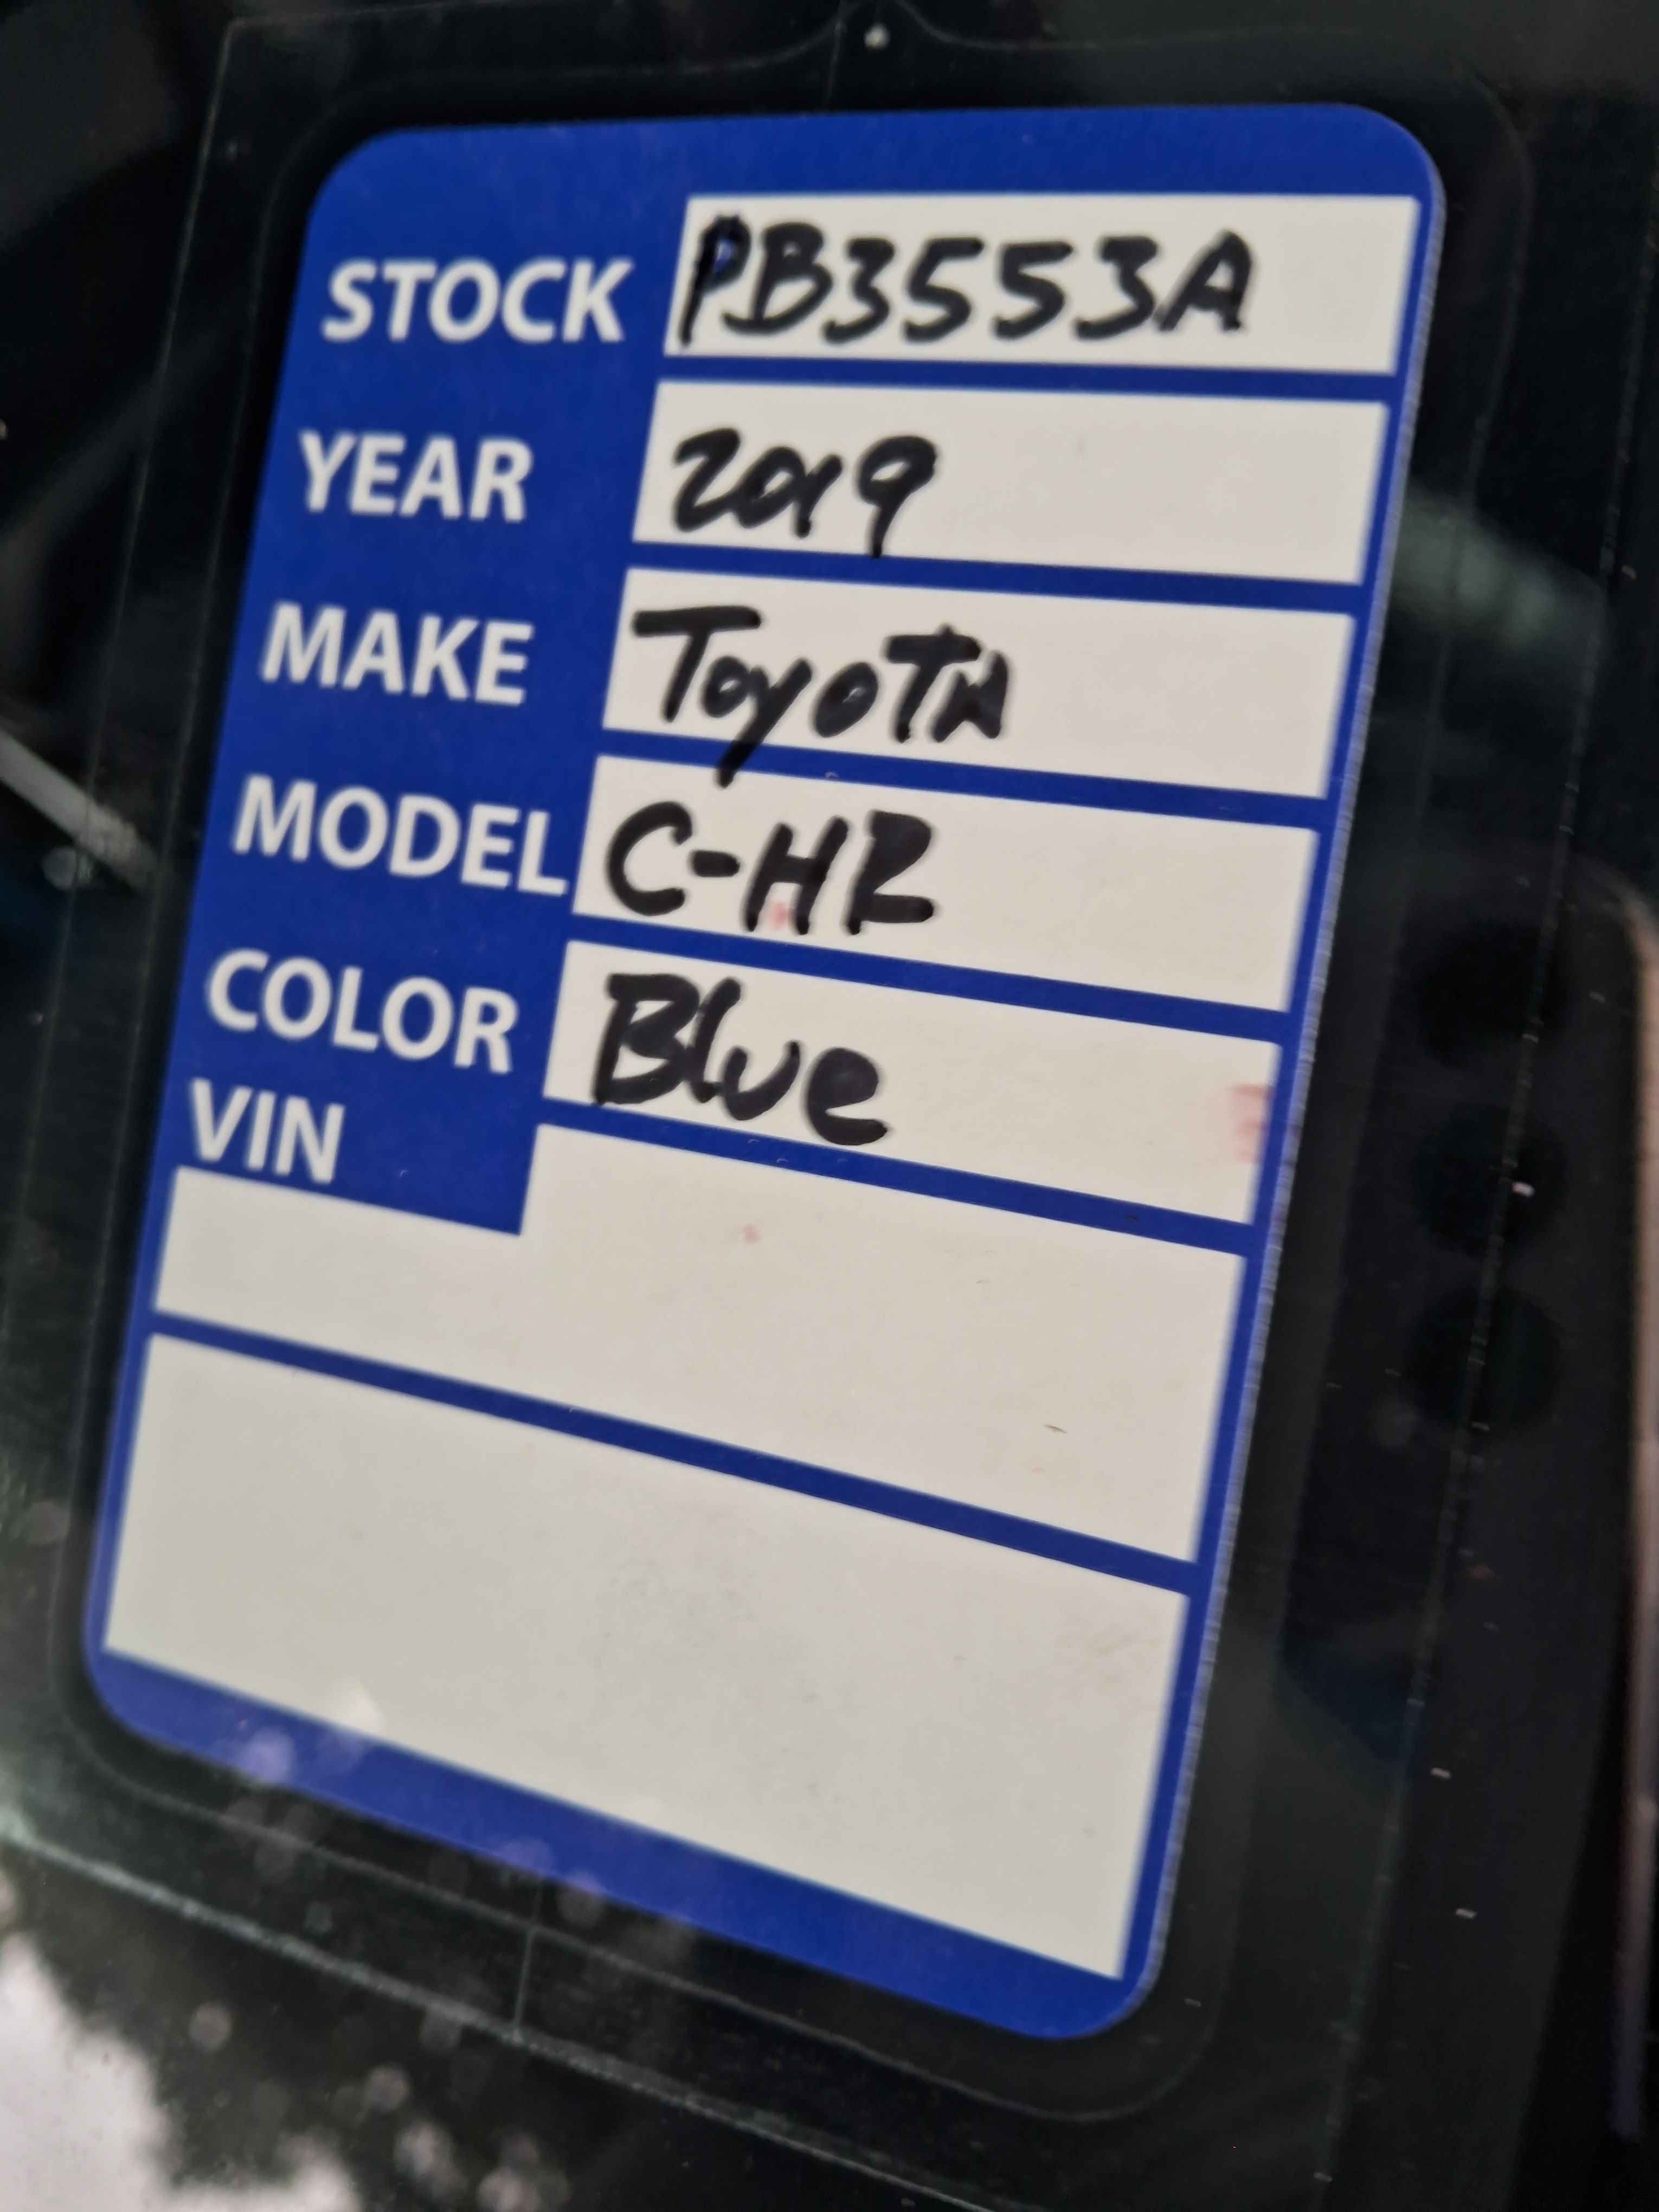 STOCK PB3553A
YEAR 2019
MAKE ToyoTA
MODEL C-HR
COLOR Blue
VIN